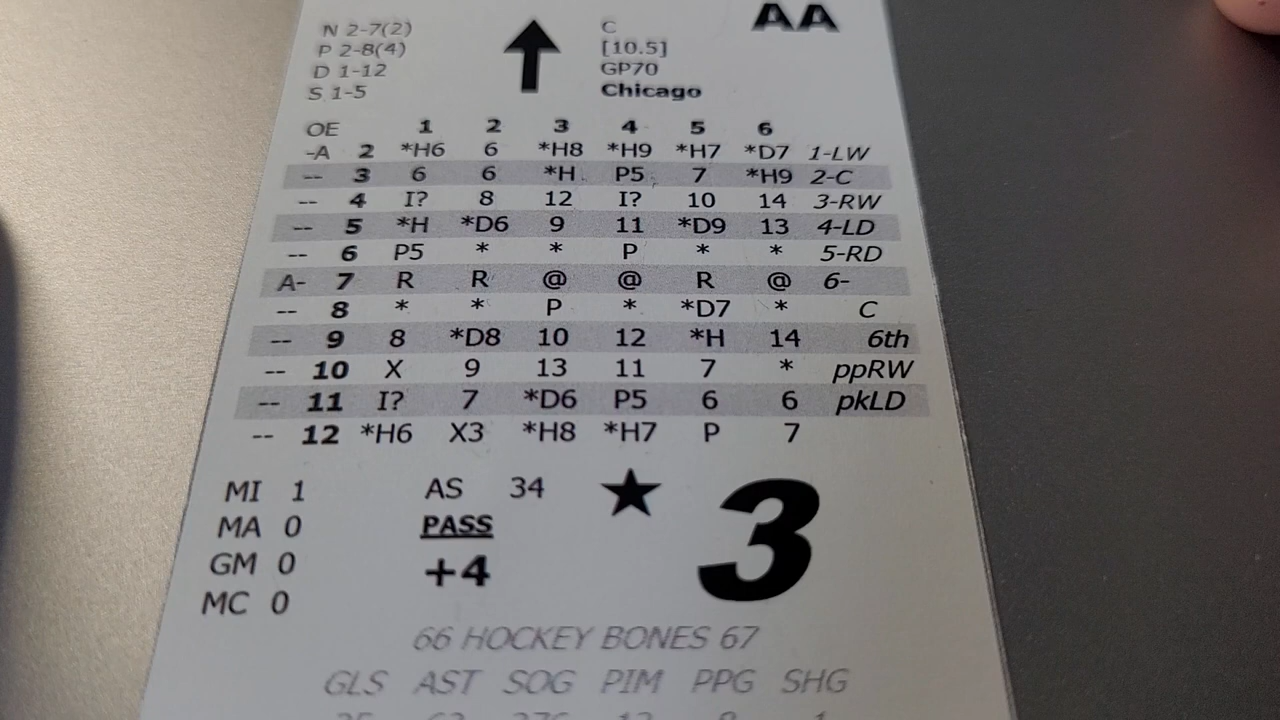 AA
N 2-7(2) C
P 2-8(4) [10.5]
D 1-12 GP70
S 1-5 Chicago
OE 1 2 3 4 5 6
-A 2 *H6 6 *H8 *H9 *H7 *D7 1-LW
-- 3 6 6 *H P5 7 *H9 2-C
-- 4 I? 8 12 I? 10 14 3-RW
-- 5 *H *D6 9 11 *D9 13 4-LD
-- 6 P5 * * P * * 5-RD
A- 7 R R @ @ R @ 6-
-- 8 * * P * *D7 * C
-- 9 8 *D8 10 12 *H 14 6th
-- 10 X 9 13 11 7 * ppRW
-- 11 I? 7 *D6 P5 6 6 pkLD
-- 12 *H6 X3 *H8 *H7 P 7
MI 1 AS 34 3
MA 0 PASS
GM 0 +4
MC 0
66 HOCKEY BONES 67
GLS AST SOG PIM PPG SHG